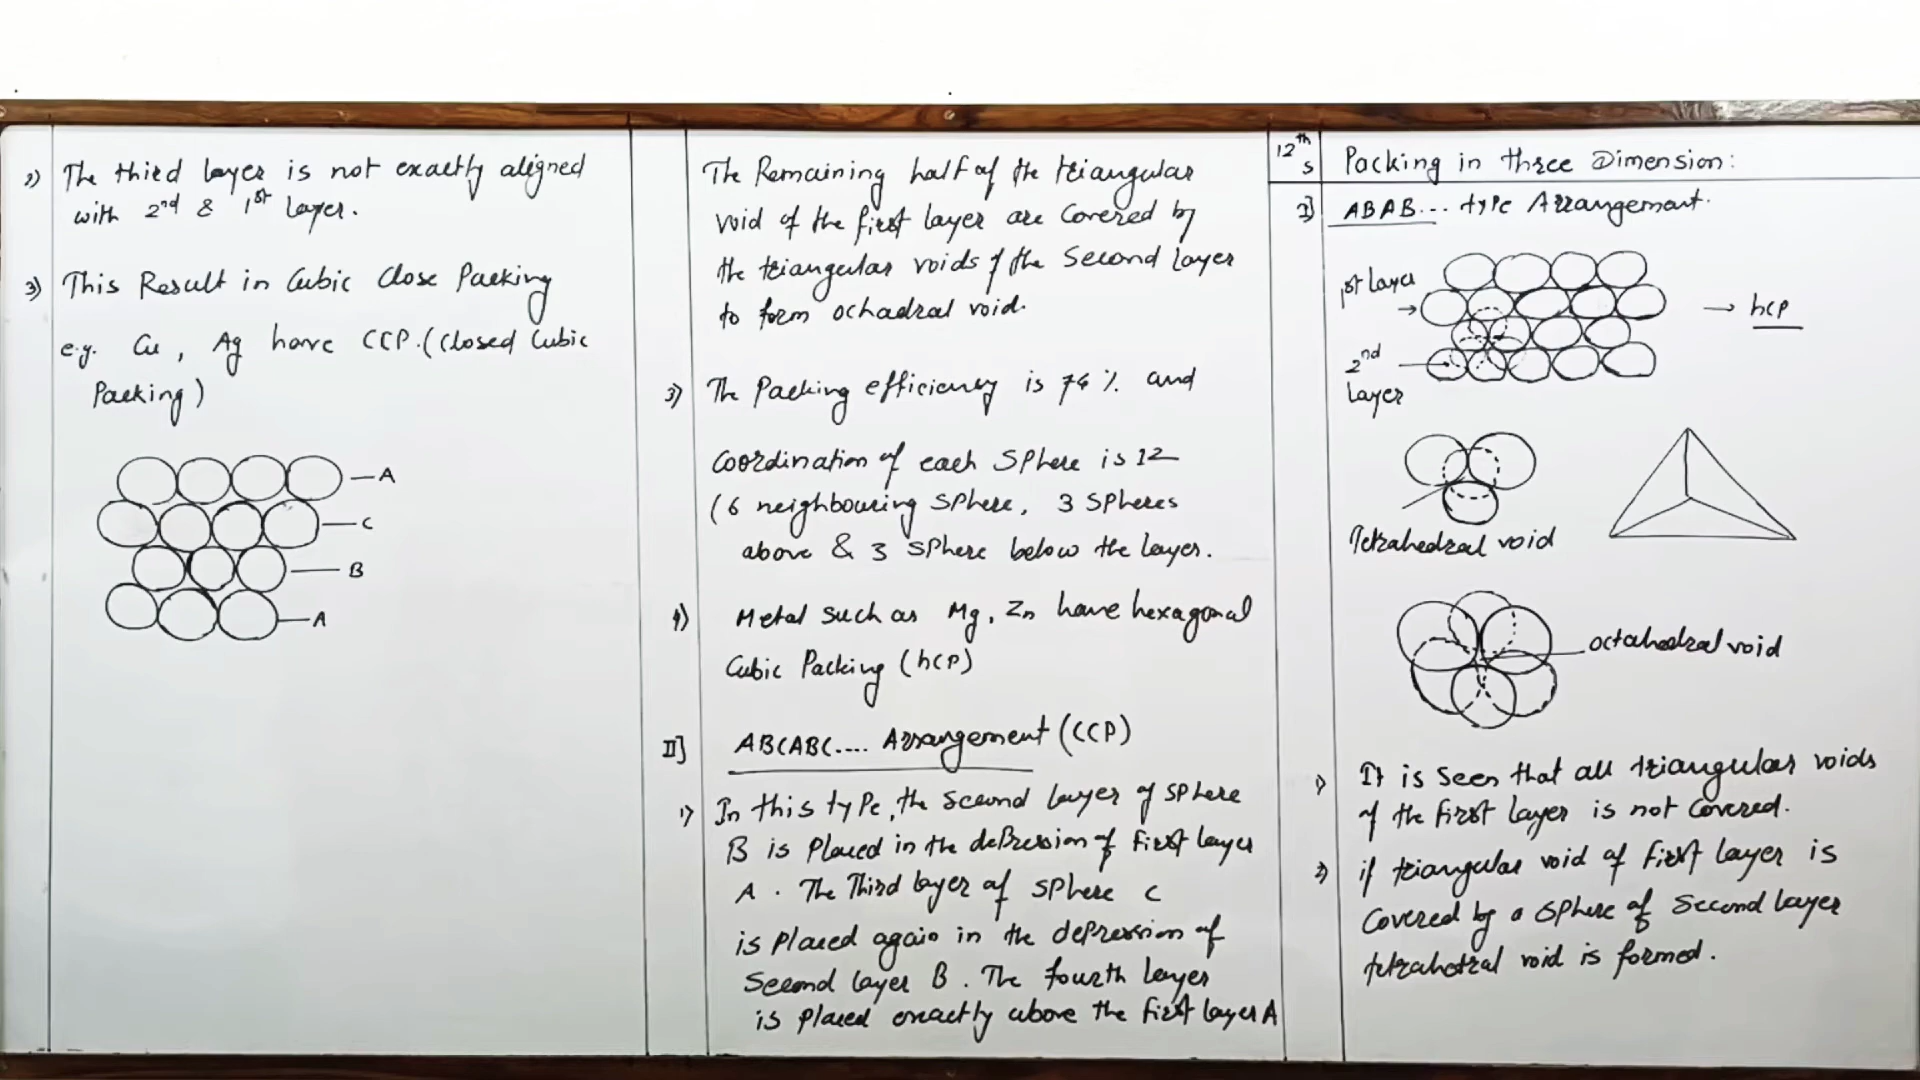 12th
s
Packing in three Dimension:
I] ABAB... type Arrangement.
1st Layer
→ hcp
2nd
Layer
Tetrahedral void
octahedral void
1) It is seen that all triangular voids
of the first layer is not covered.
2) if triangular void of First layer is
Covered by a sphere of Second layer
tetrahedral void is formed.
The Remaining half of the triangular
void of the first layer are Covered by
the triangular voids of the Second layer
to form ochadral void.
3) The Packing efficiency is 74 % and
Coordination of each Sphere is 12
(6 neighbouring Sphere, 3 Spheres
above & 3 Sphere below the layer.
4) Metal such as Mg, Zn have hexagonal
Cubic Packing (hcp)
II] ABCABC.... Arrangement (CCP)
1) In this type, the Second layer of sphere
B is Placed in the depression of First layer
A. The Third layer of sphere C
is placed again in the depression of
Second layer B. The fourth layer
is placed exactly above the first layer A
2) The third layer is not exactly aligned
with 2nd & 1st Layer.
3) This Result in Cubic Close Packing
e.g. Cu, Ag have CCP. (Closed Cubic
Packing)
A
C
B
A